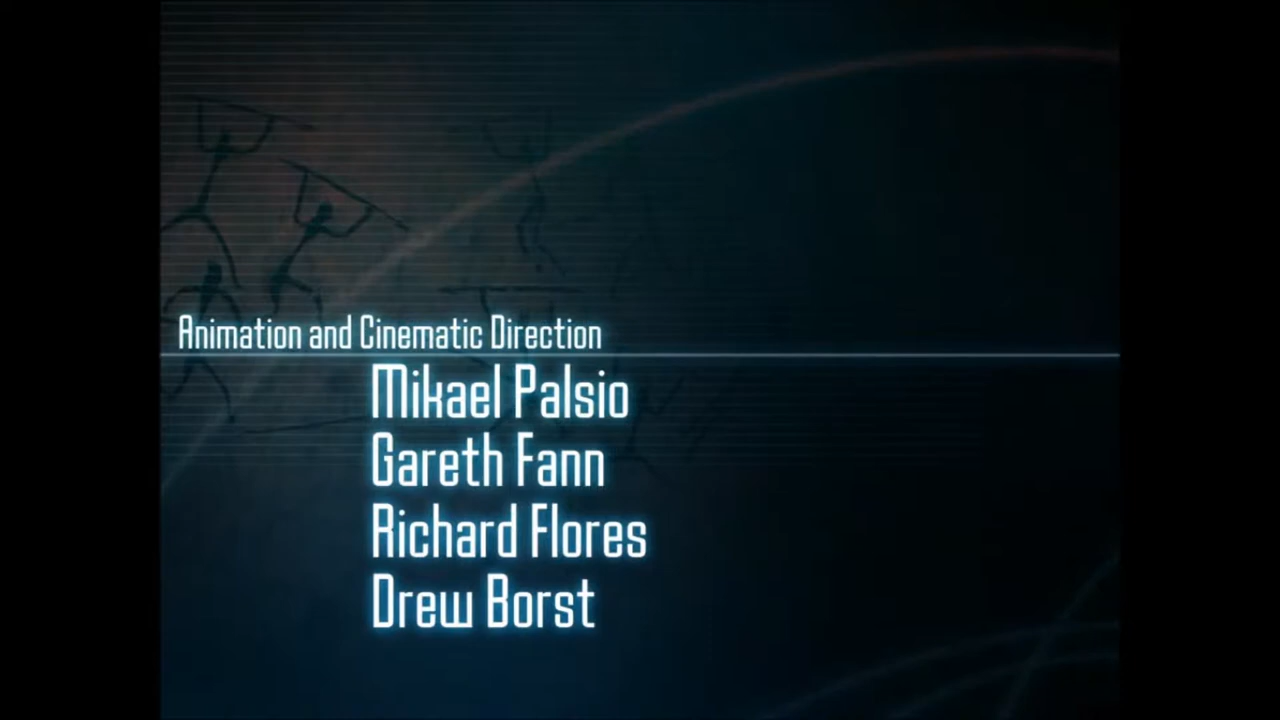 Animation and Cinematic Direction
Mikael Palsio
Gareth Fann
Richard Flores
Drew Borst